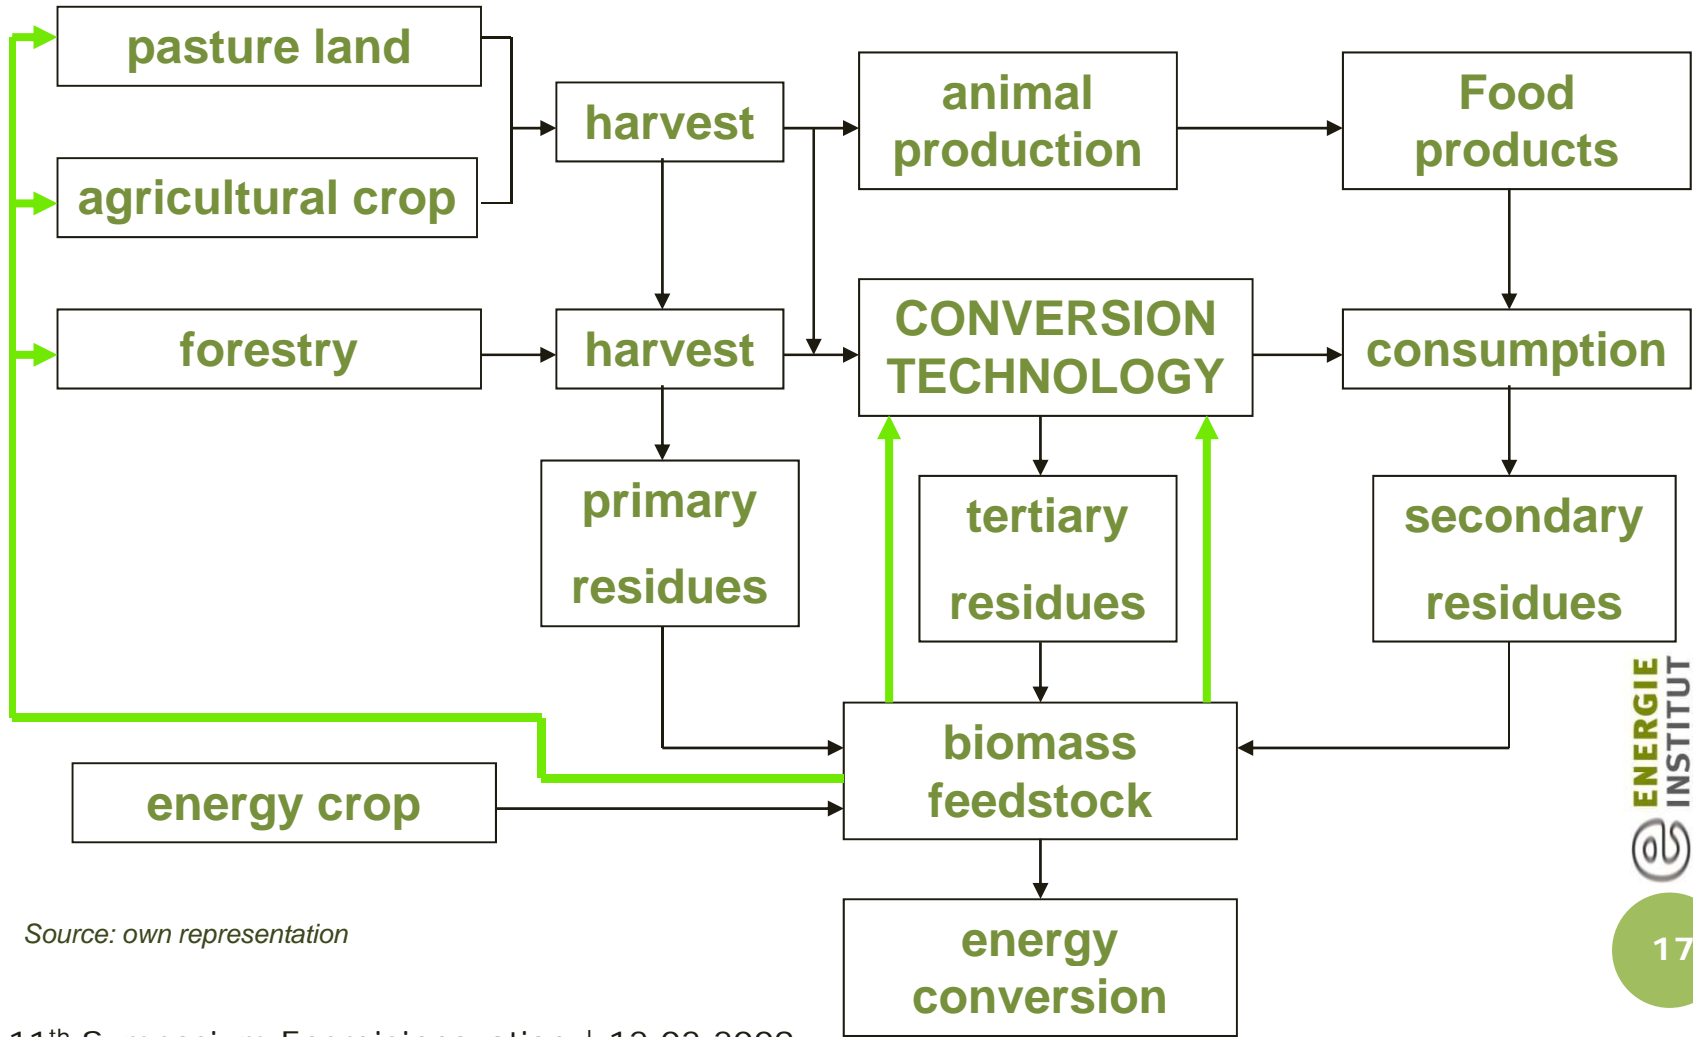 pasture land
agricultural crop
forestry
harvest
harvest
animal
production
Food
products
CONVERSION
TECHNOLOGY
consumption
primary
residues
tertiary
residues
secondary
residues
energy crop
biomass
feedstock
energy
conversion
ENERGIE
INSTITUT
17
Source: own representation